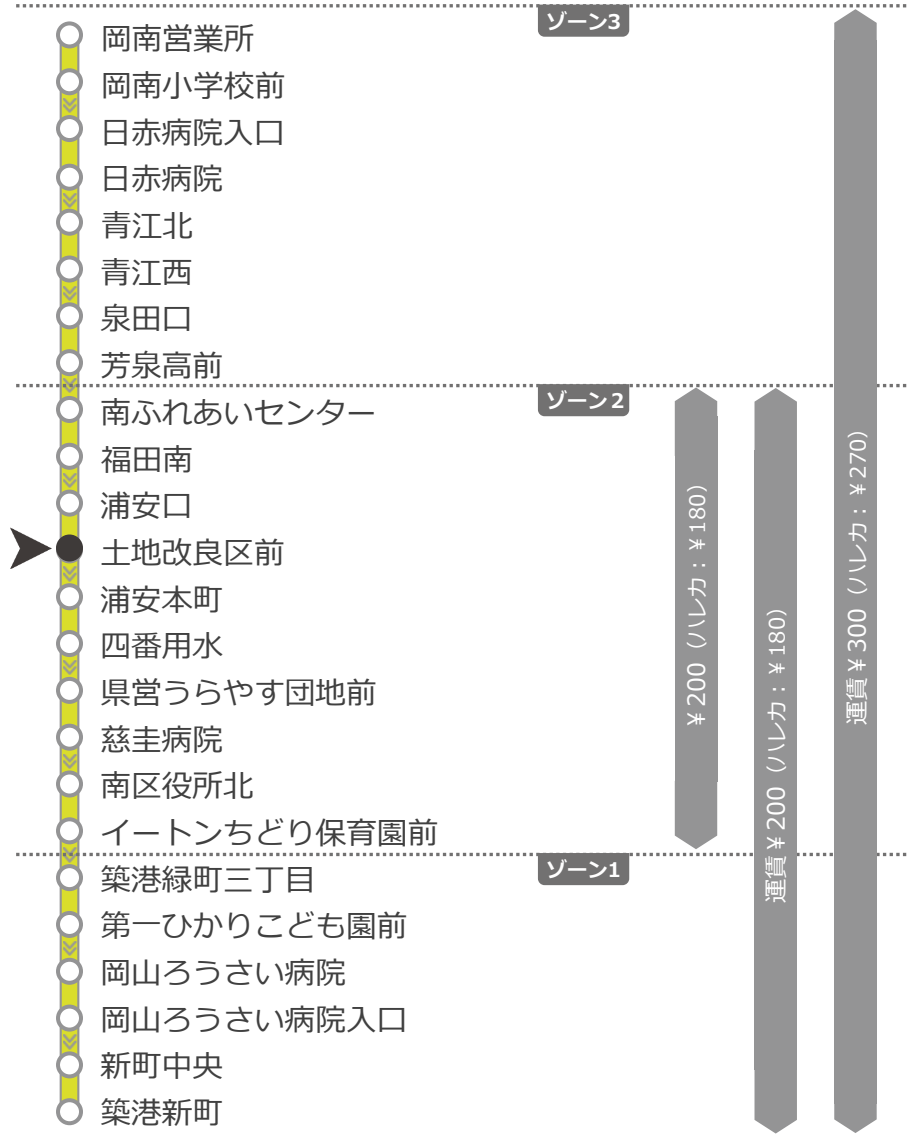 ゾーン3
岡南営業所
岡南小学校前
日赤病院入口
日赤病院
青江北
青江西
泉田口
芳泉高前
ゾーン2
南ふれあいセンター
福田南
浦安口
土地改良区前
浦安本町
四番用水
県営うらやす団地前
慈圭病院
南区役所北
イートンちどり保育園前
ゾーン1
築港緑町三丁目
第一ひかりこども園前
岡山ろうさい病院
岡山ろうさい病院入口
新町中央
築港新町
¥200（ハレカ：¥180）
運賃¥200（ハレカ：¥180）
運賃¥300（ハレカ：¥270）